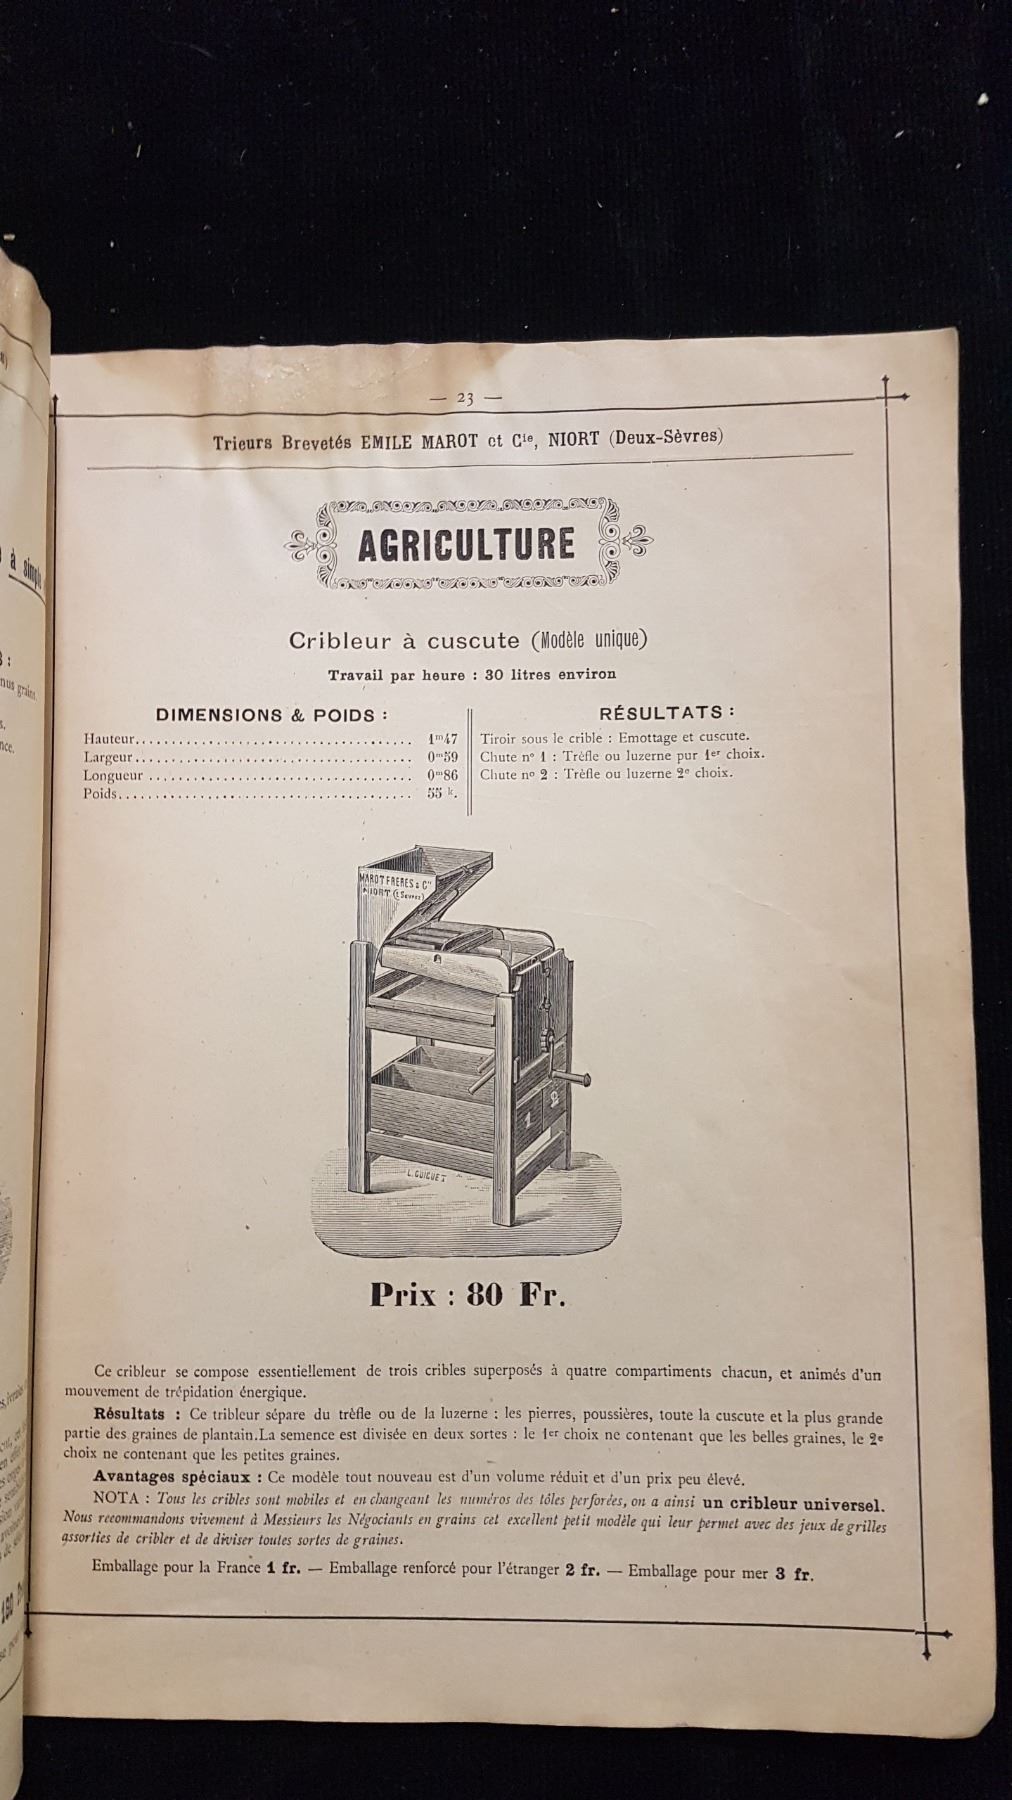 — 23 —
Trieurs Brevetés EMILE MAROT et Cie, NIORT (Deux-Sèvres)
AGRICULTURE
Cribleur à cuscute (Modèle unique)
Travail par heure : 30 litres environ
DIMENSIONS & POIDS :
Hauteur.................................... 1m47
Largeur.................................... 0m59
Longueur .................................. 0m86
Poids...................................... 55 k.
RÉSULTATS :
Tiroir sous le crible : Emottage et cuscute.
Chute no 1 : Trèfle ou luzerne pur 1er choix.
Chute no 2 : Trèfle ou luzerne 2e choix.
MAROT FRERES & Cie
NIORT (2 Sevres)
1 2
L. GUIGUET
Prix : 80 Fr.
Ce cribleur se compose essentiellement de trois cribles superposés à quatre compartiments chacun, et animés d'un
mouvement de trépidation énergique.
Résultats : Ce tribleur sépare du trèfle ou de la luzerne : les pierres, poussières, toute la cuscute et la plus grande
partie des graines de plantain.La semence est divisée en deux sortes : le 1er choix ne contenant que les belles graines, le 2e
choix ne contenant que les petites graines.
Avantages spéciaux : Ce modèle tout nouveau est d'un volume réduit et d'un prix peu élevé.
NOTA : Tous les cribles sont mobiles et en changeant les numéros des tôles perforées, on a ainsi un cribleur universel.
Nous recommandons vivement à Messieurs les Négociants en grains cet excellent petit modèle qui leur permet avec des jeux de grilles
assorties de cribler et de diviser toutes sortes de graines.
Emballage pour la France 1 fr. — Emballage renforcé pour l'étranger 2 fr. — Emballage pour mer 3 fr.